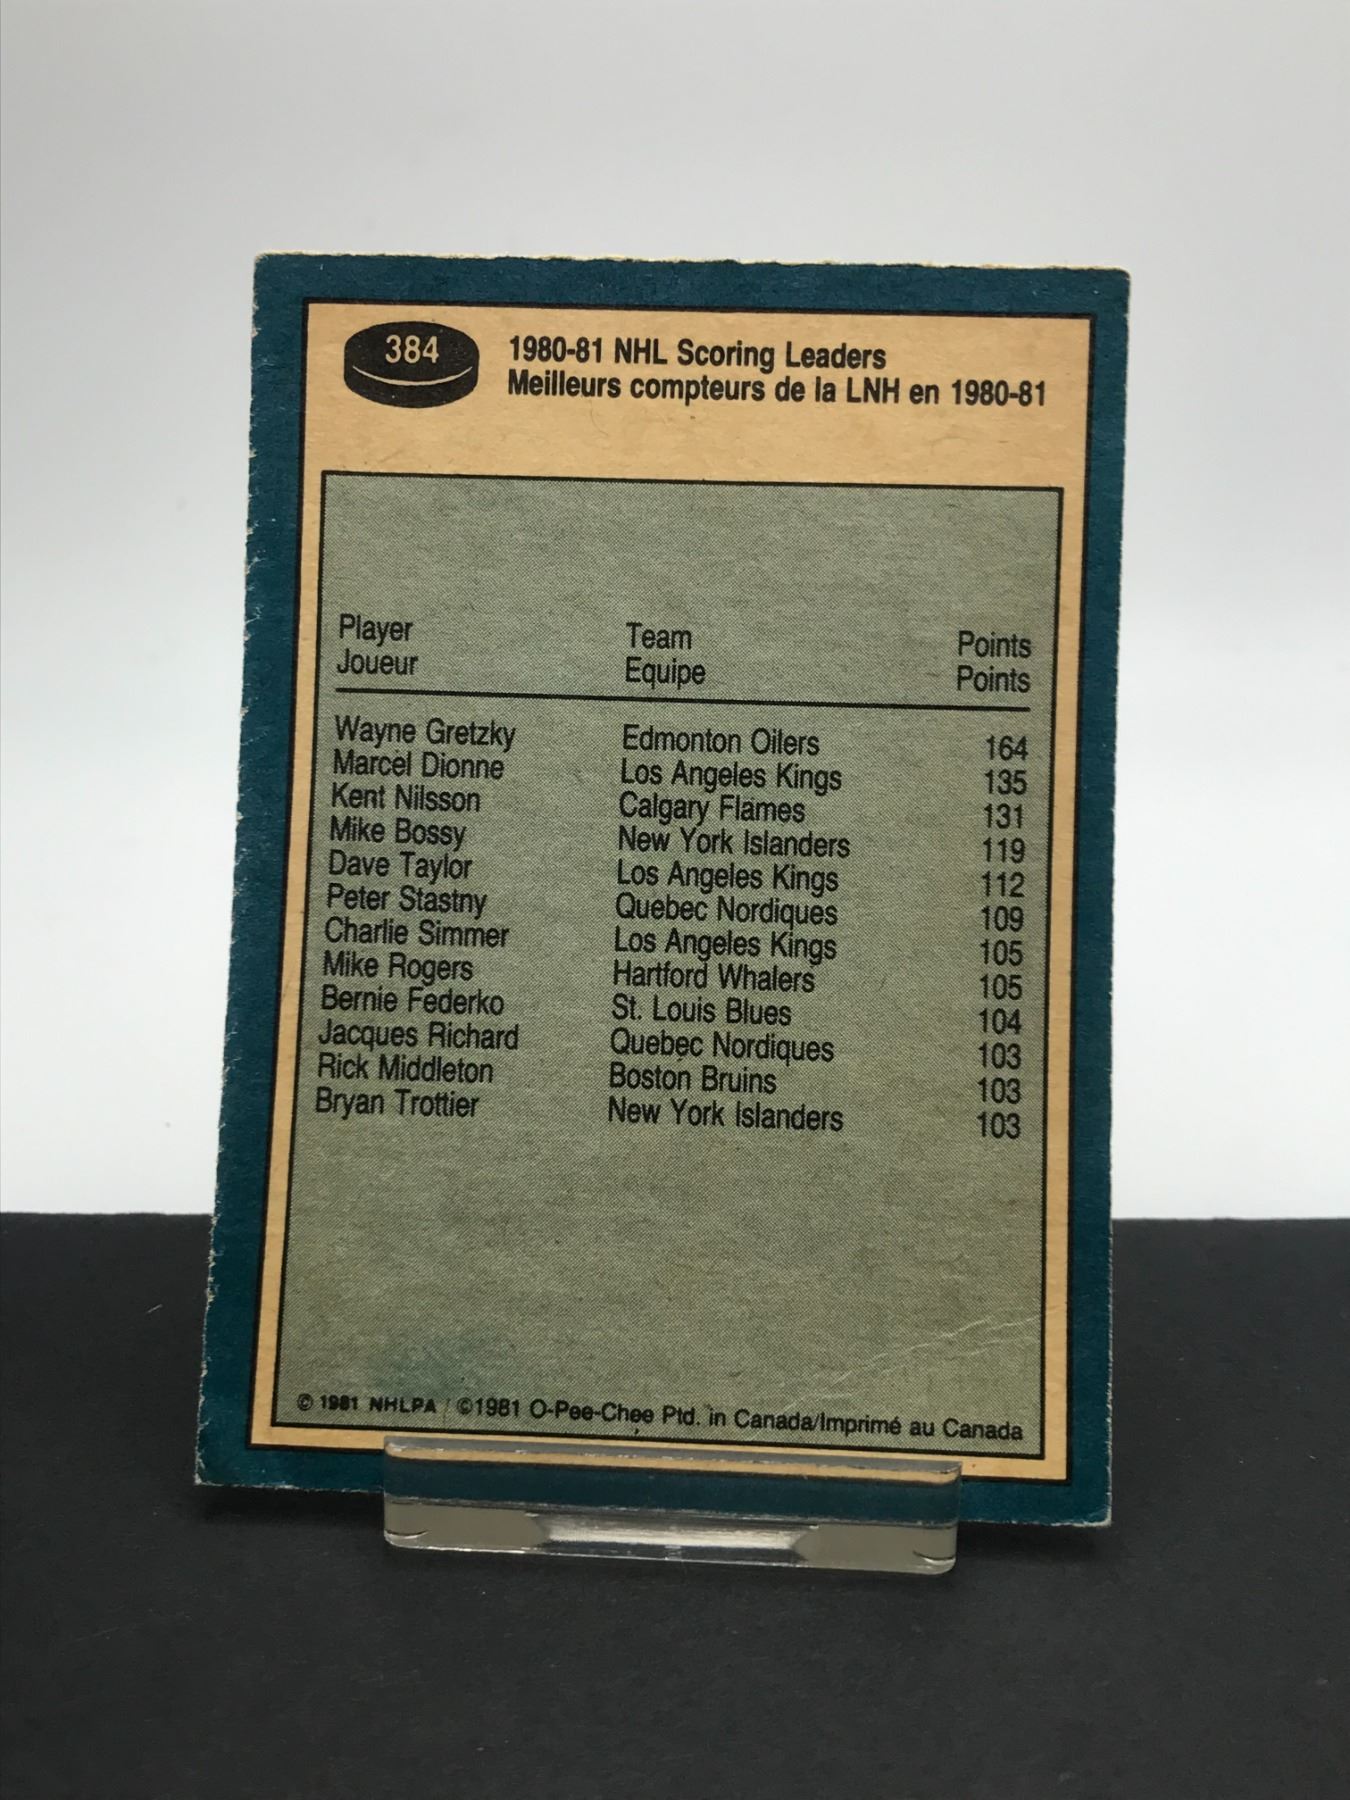 384
1980-81 NHL Scoring Leaders
Meilleurs compteurs de la LNH en 1980-81
Player Team Points
Joueur Equipe Points
Wayne Gretzky Edmonton Oilers 164
Marcel Dionne Los Angeles Kings 135
Kent Nilsson Calgary Flames 131
Mike Bossy New York Islanders 119
Dave Taylor Los Angeles Kings 112
Peter Stastny Quebec Nordiques 109
Charlie Simmer Los Angeles Kings 105
Mike Rogers Hartford Whalers 105
Bernie Federko St. Louis Blues 104
Jacques Richard Quebec Nordiques 103
Rick Middleton Boston Bruins 103
Bryan Trottier New York Islanders 103
© 1981 NHLPA ©1981 O-Pee-Chee Ptd. in Canada/Imprimé au Canada